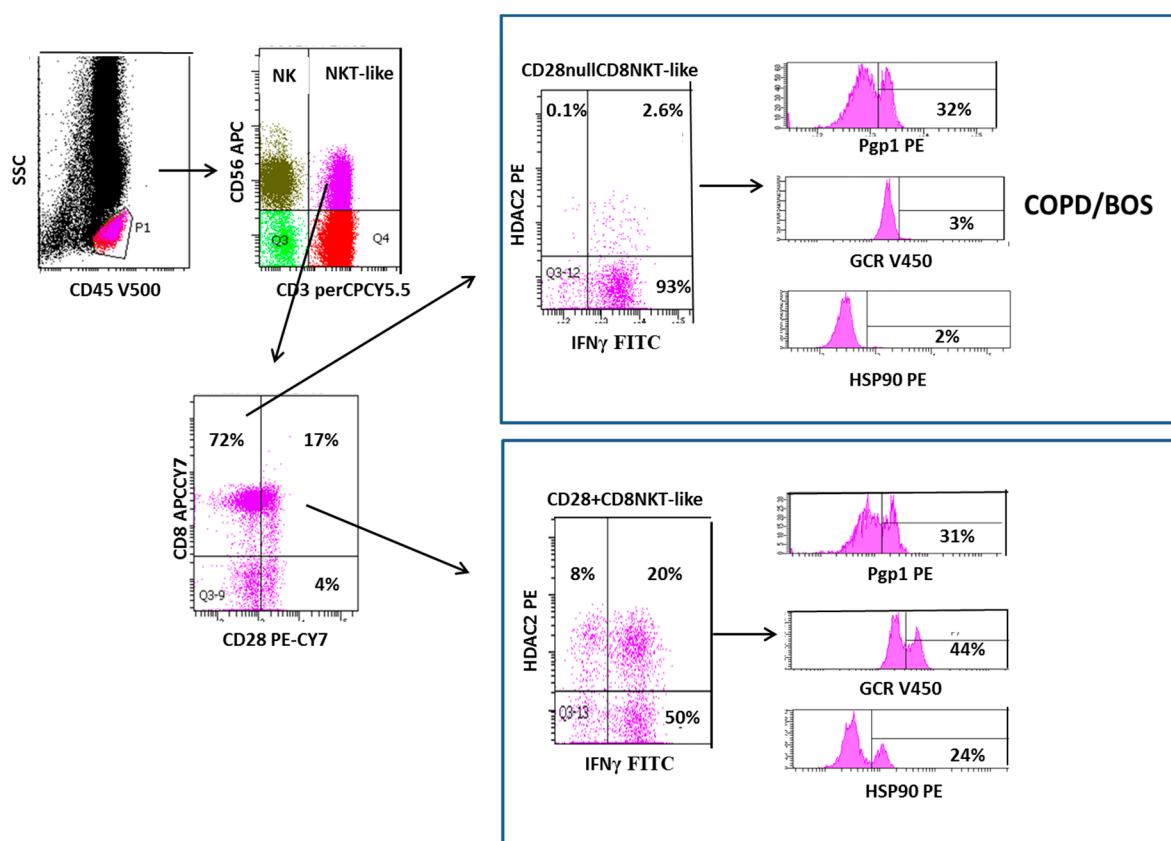 SSC
P1
CD45 V500
NK
NKT-like
CD56 APC
Q3
Q4
CD3 perCPCY5.5
72%
17%
CD8 APCCY7
Q3-9
4%
CD28 PE-CY7
CD28nullCD8NKT-like
0.1%
2.6%
HDAC2 PE
Q3-12
93%
IFNγ FITC
32%
Pgp1 PE
3%
GCR V450
2%
HSP90 PE
COPD/BOS
CD28+CD8NKT-like
8%
20%
HDAC2 PE
Q3-13
50%
IFNγ FITC
31%
Pgp1 PE
44%
GCR V450
24%
HSP90 PE